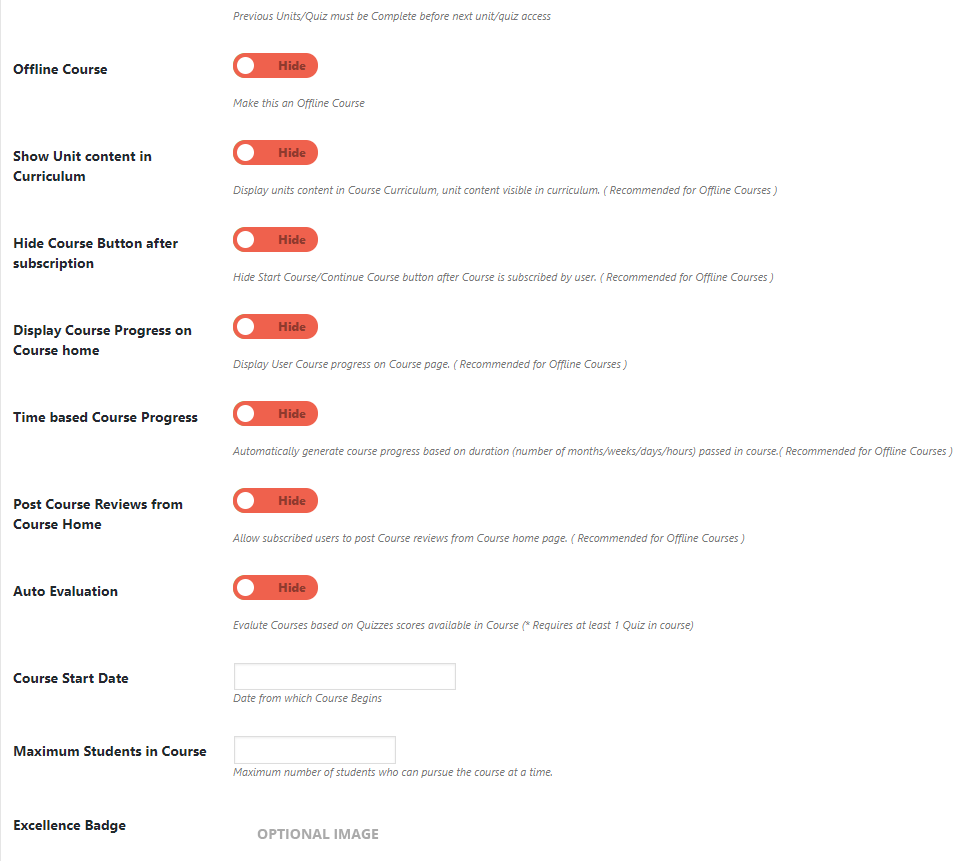 Previous Units/Quiz must be Complete before next unit/quiz access
Offline Course
Hide
Make this an Offline Course
Show Unit content in
Curriculum
Hide
Display units content in Course Curriculum, unit content visible in curriculum. ( Recommended for Offline Courses )
Hide Course Button after
subscription
Hide
Hide Start Course/Continue Course button after Course is subscribed by user. ( Recommended for Offline Courses )
Display Course Progress on
Course home
Hide
Display User Course progress on Course page. ( Recommended for Offline Courses )
Time based Course Progress
Hide
Automatically generate course progress based on duration (number of months/weeks/days/hours) passed in course.( Recommended for Offline Courses )
Post Course Reviews from
Course Home
Hide
Allow subscribed users to post Course reviews from Course home page. ( Recommended for Offline Courses )
Auto Evaluation
Hide
Evalute Courses based on Quizzes scores available in Course (* Requires at least 1 Quiz in course)
Course Start Date
Date from which Course Begins
Maximum Students in Course
Maximum number of students who can pursue the course at a time.
Excellence Badge
OPTIONAL IMAGE